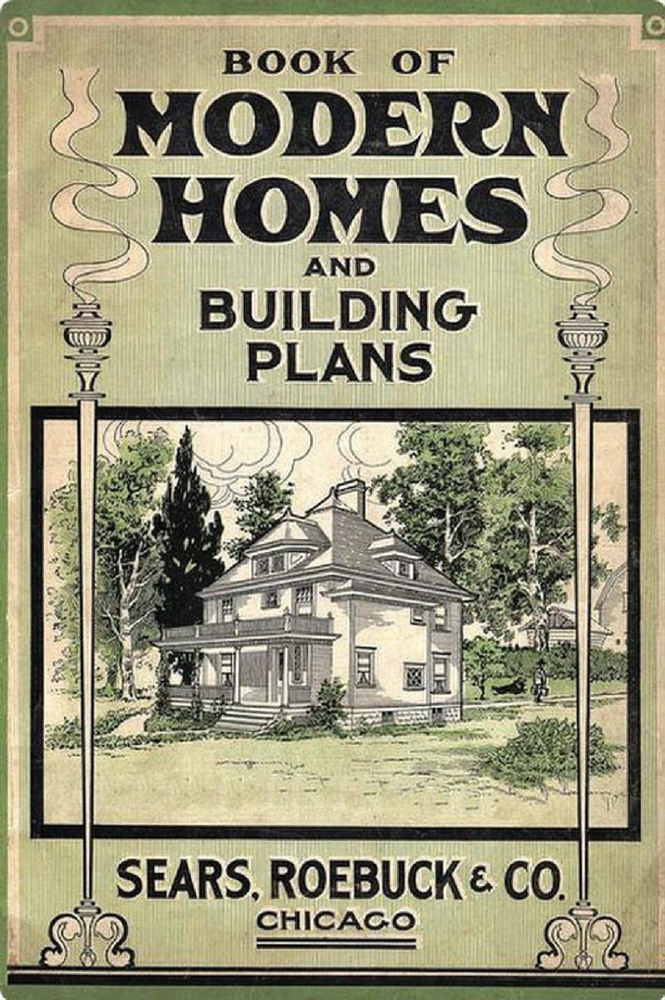 BOOK OF
MODERN
HOMES
AND
BUILDING
PLANS
SEARS, ROEBUCK & CO.
CHICAGO